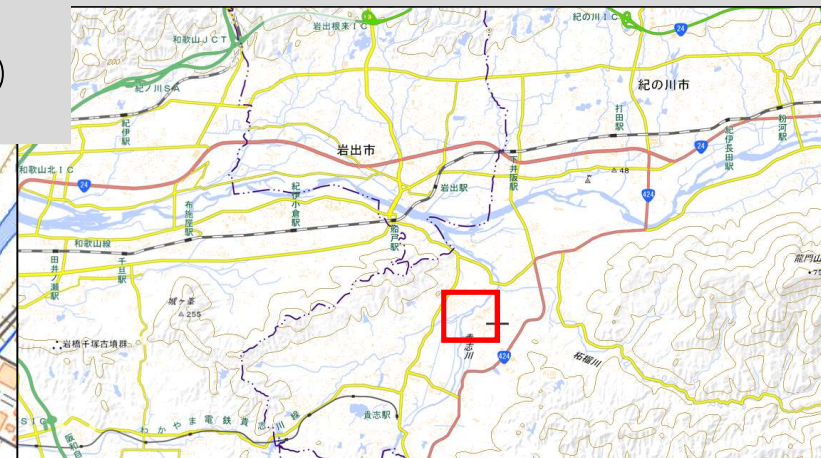 )
和歌山JCT
岩出根来IC
紀の川IC
24
紀ノ川SA
紀の川市
紀伊駅
打田駅
粉河駅
紀伊長田駅
岩出市
24
和歌山北IC
24
下井阪駅
48
424
岩出駅
紀伊小倉駅
布施屋駅
船戸駅
和歌山線
田井ノ瀬駅
千旦駅
龍門山
城ヶ峯
255
貴志川
岩橋千塚古墳群
424
柘榴川
貴志駅
わかやま電鉄貴志川線
SIC